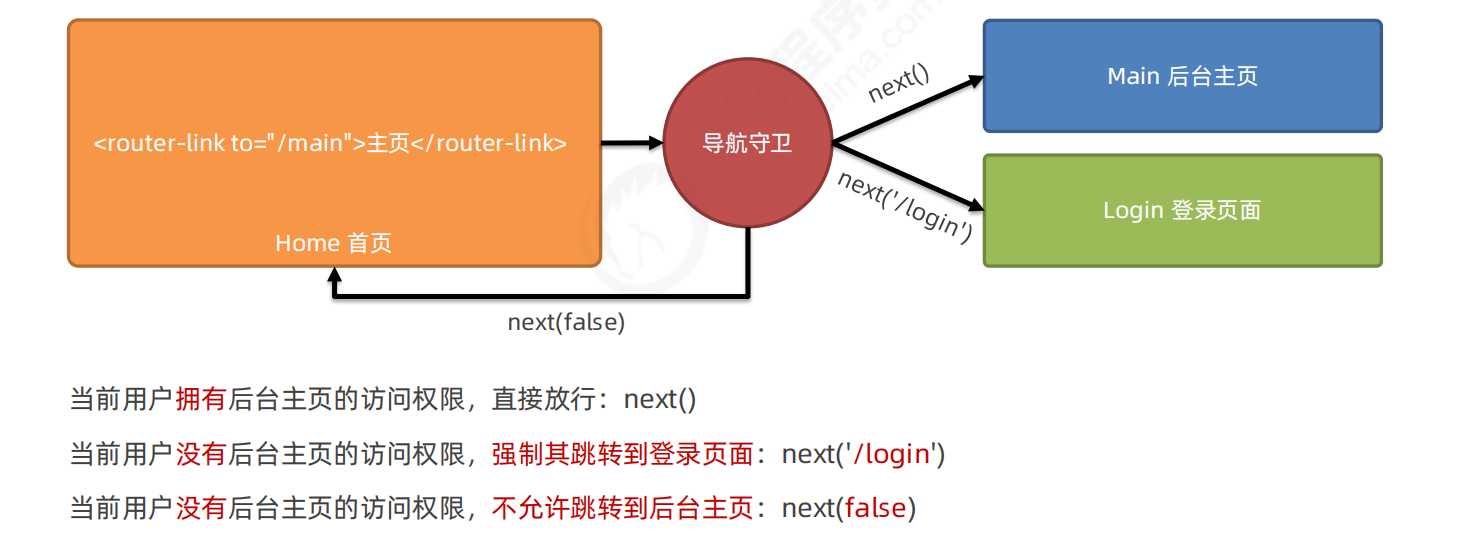 <router-link to="/main">主页</router-link>
Home 首页
导航守卫
next()
next('/login')
next(false)
Main 后台主页
Login 登录页面
当前用户拥有后台主页的访问权限，直接放行：next()
当前用户没有后台主页的访问权限，强制其跳转到登录页面：next('/login')
当前用户没有后台主页的访问权限，不允许跳转到后台主页：next(false)